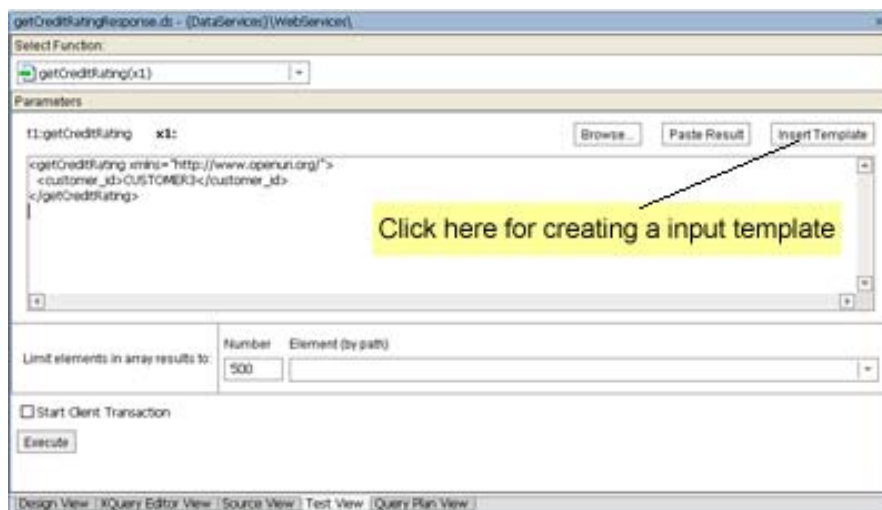 getCreditRatingResponse.ds - {DataServices}\WebServices\
Select Function:
getCreditRating(x1)
Parameters
t1:getCreditRating x1: Browse... Paste Result Insert Template
<getCreditRating xmlns="http://www.openuri.org/">
<customer_id>CUSTOMER3</customer_id>
</getCreditRating>
Click here for creating a input template
Number Element (by path)
Limit elements in array results to: 500
Start Client Transaction
Execute
Design View XQuery Editor View Source View Test View Query Plan View